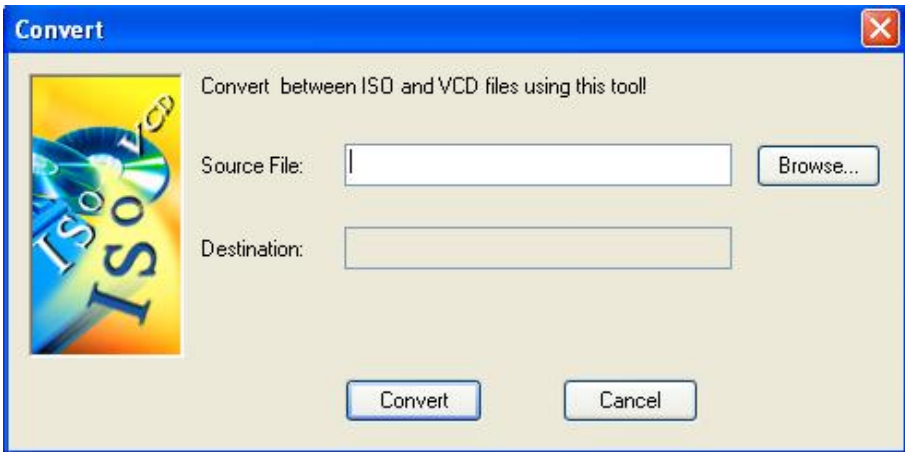 Convert
Convert  between ISO and VCD files using this tool!
VCD
ISO
ISO
Source File:
Browse...
Destination:
Convert
Cancel